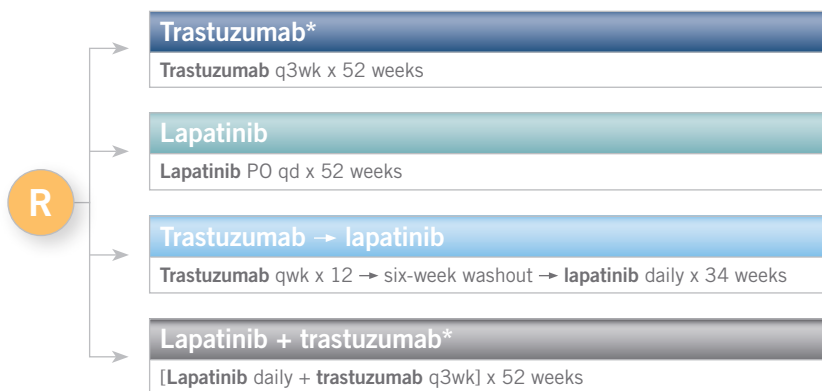 Trastuzumab*
Trastuzumab q3wk x 52 weeks
Lapatinib
Lapatinib PO qd x 52 weeks
R
Trastuzumab → lapatinib
Trastuzumab qwk x 12 → six-week washout → lapatinib daily x 34 weeks
Lapatinib + trastuzumab*
[Lapatinib daily + trastuzumab q3wk] x 52 weeks